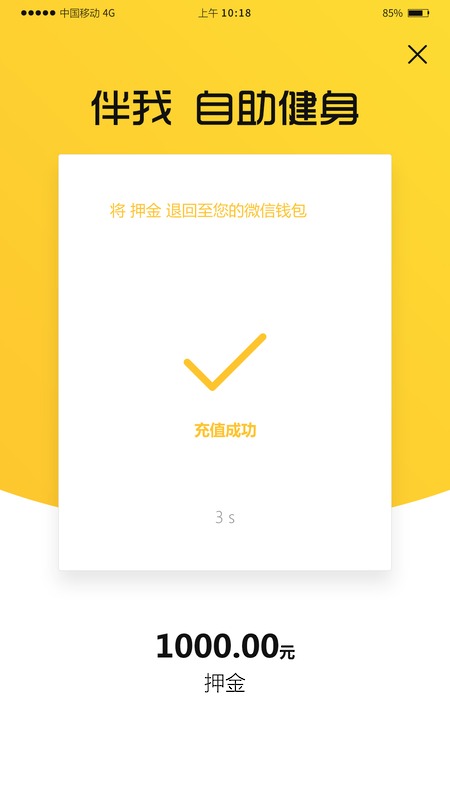 中国移动 4G 上午 10:18 85%
伴我 自助健身
将 押金 退回至您的微信钱包
充值成功
3 s
1000.00元
押金